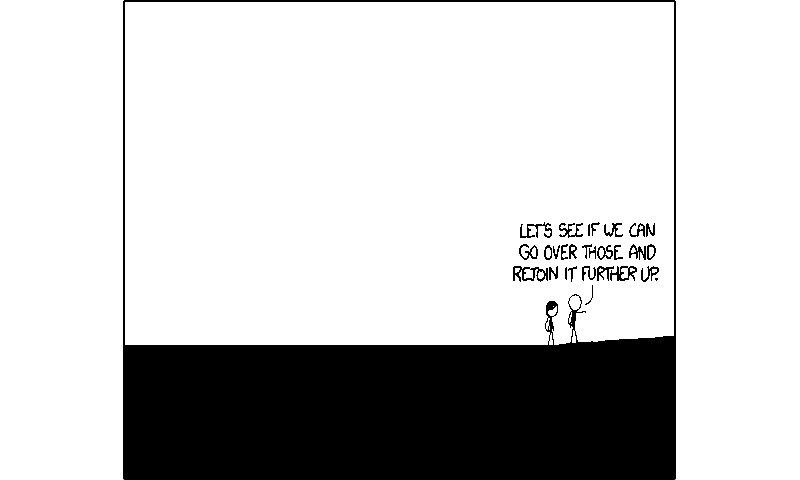 LET'S SEE IF WE CAN
GO OVER THOSE AND
REJOIN IT FURTHER UP.